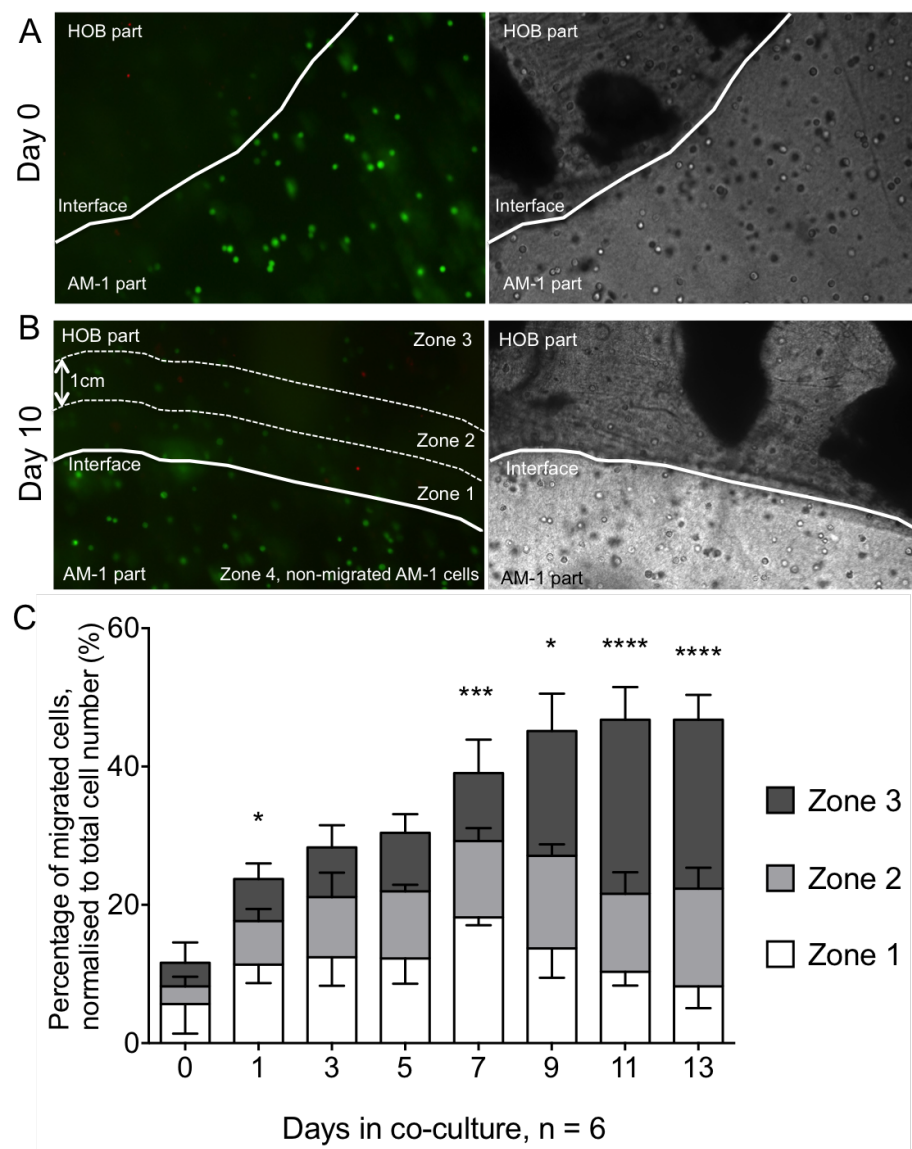 A
Day 0
HOB part
Interface
AM-1 part
HOB part
Interface
AM-1 part
B
Day 10
HOB part
Zone 3
1cm
Zone 2
Interface
Zone 1
AM-1 part
Zone 4, non-migrated AM-1 cells
HOB part
Interface
AM-1 part
C
Percentage of migrated cells,
normalised to total cell number (%)
60
40
20
0
*
***
*
****
****
Zone 3
Zone 2
Zone 1
0 1 3 5 7 9 11 13
Days in co-culture, n = 6